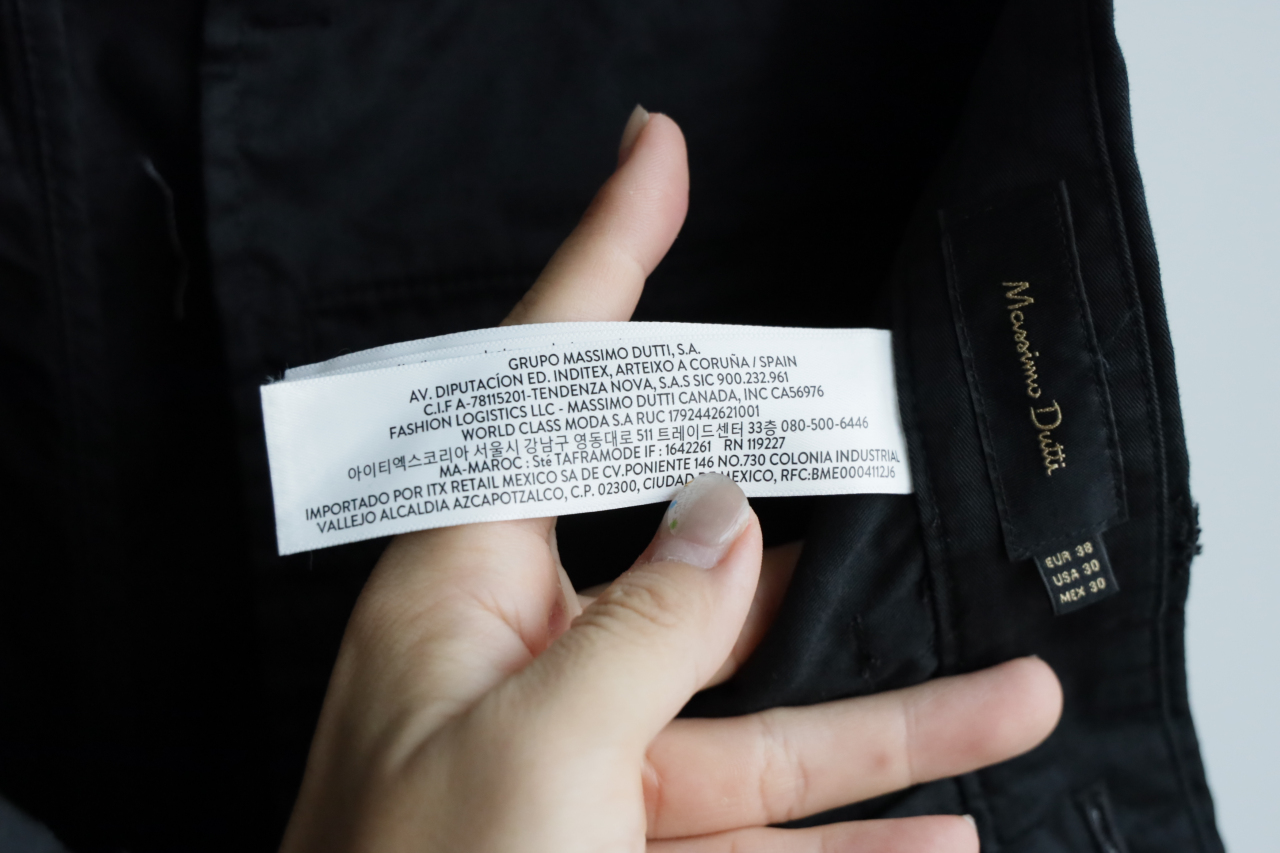 GRUPO MASSIMO DUTTI, S.A.
AV. DIPUTACÍON ED. INDITEX, ARTEIXO A CORUÑA / SPAIN
C.I.F A-78115201-TENDENZA NOVA, S.A.S SIC 900.232.961
FASHION LOGISTICS LLC - MASSIMO DUTTI CANADA, INC CA56976
WORLD CLASS MODA S.A RUC 1792442621001
아이티엑스코리아 서울시 강남구 영동대로 511 트레이드센터 33층 080-500-6446
MA-MAROC : Sté TAFRAMODE IF : 1642261 RN 119227
IMPORTADO POR ITX RETAIL MEXICO SA DE CV.PONIENTE 146 NO.730 COLONIA INDUSTRIAL
VALLEJO ALCALDIA AZCAPOTZALCO, C.P. 02300, CIUDAD MEXICO, RFC:BME0004112J6
Massimo Dutti
EUR 38
USA 30
MEX 30